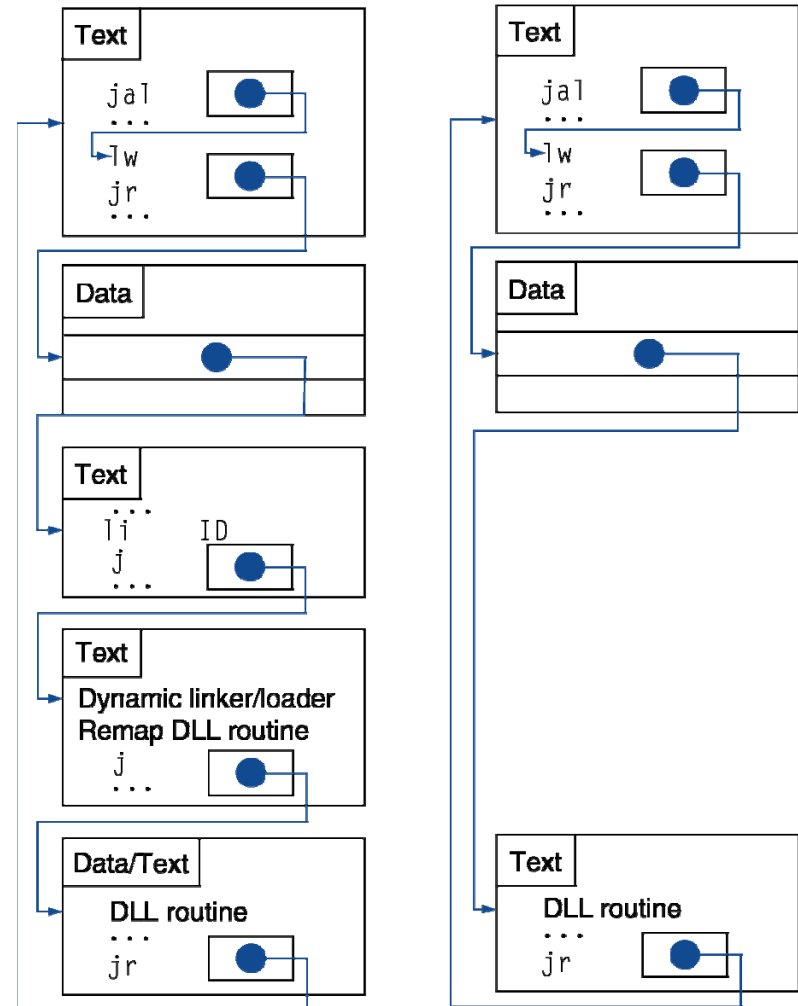 Text
jal
...
lw
jr
...
Data
Text
...
li ID
j
...
Text
Dynamic linker/loader
Remap DLL routine
j
...
Data/Text
DLL routine
...
jr
Text
jal
...
lw
jr
...
Data
Text
DLL routine
...
jr